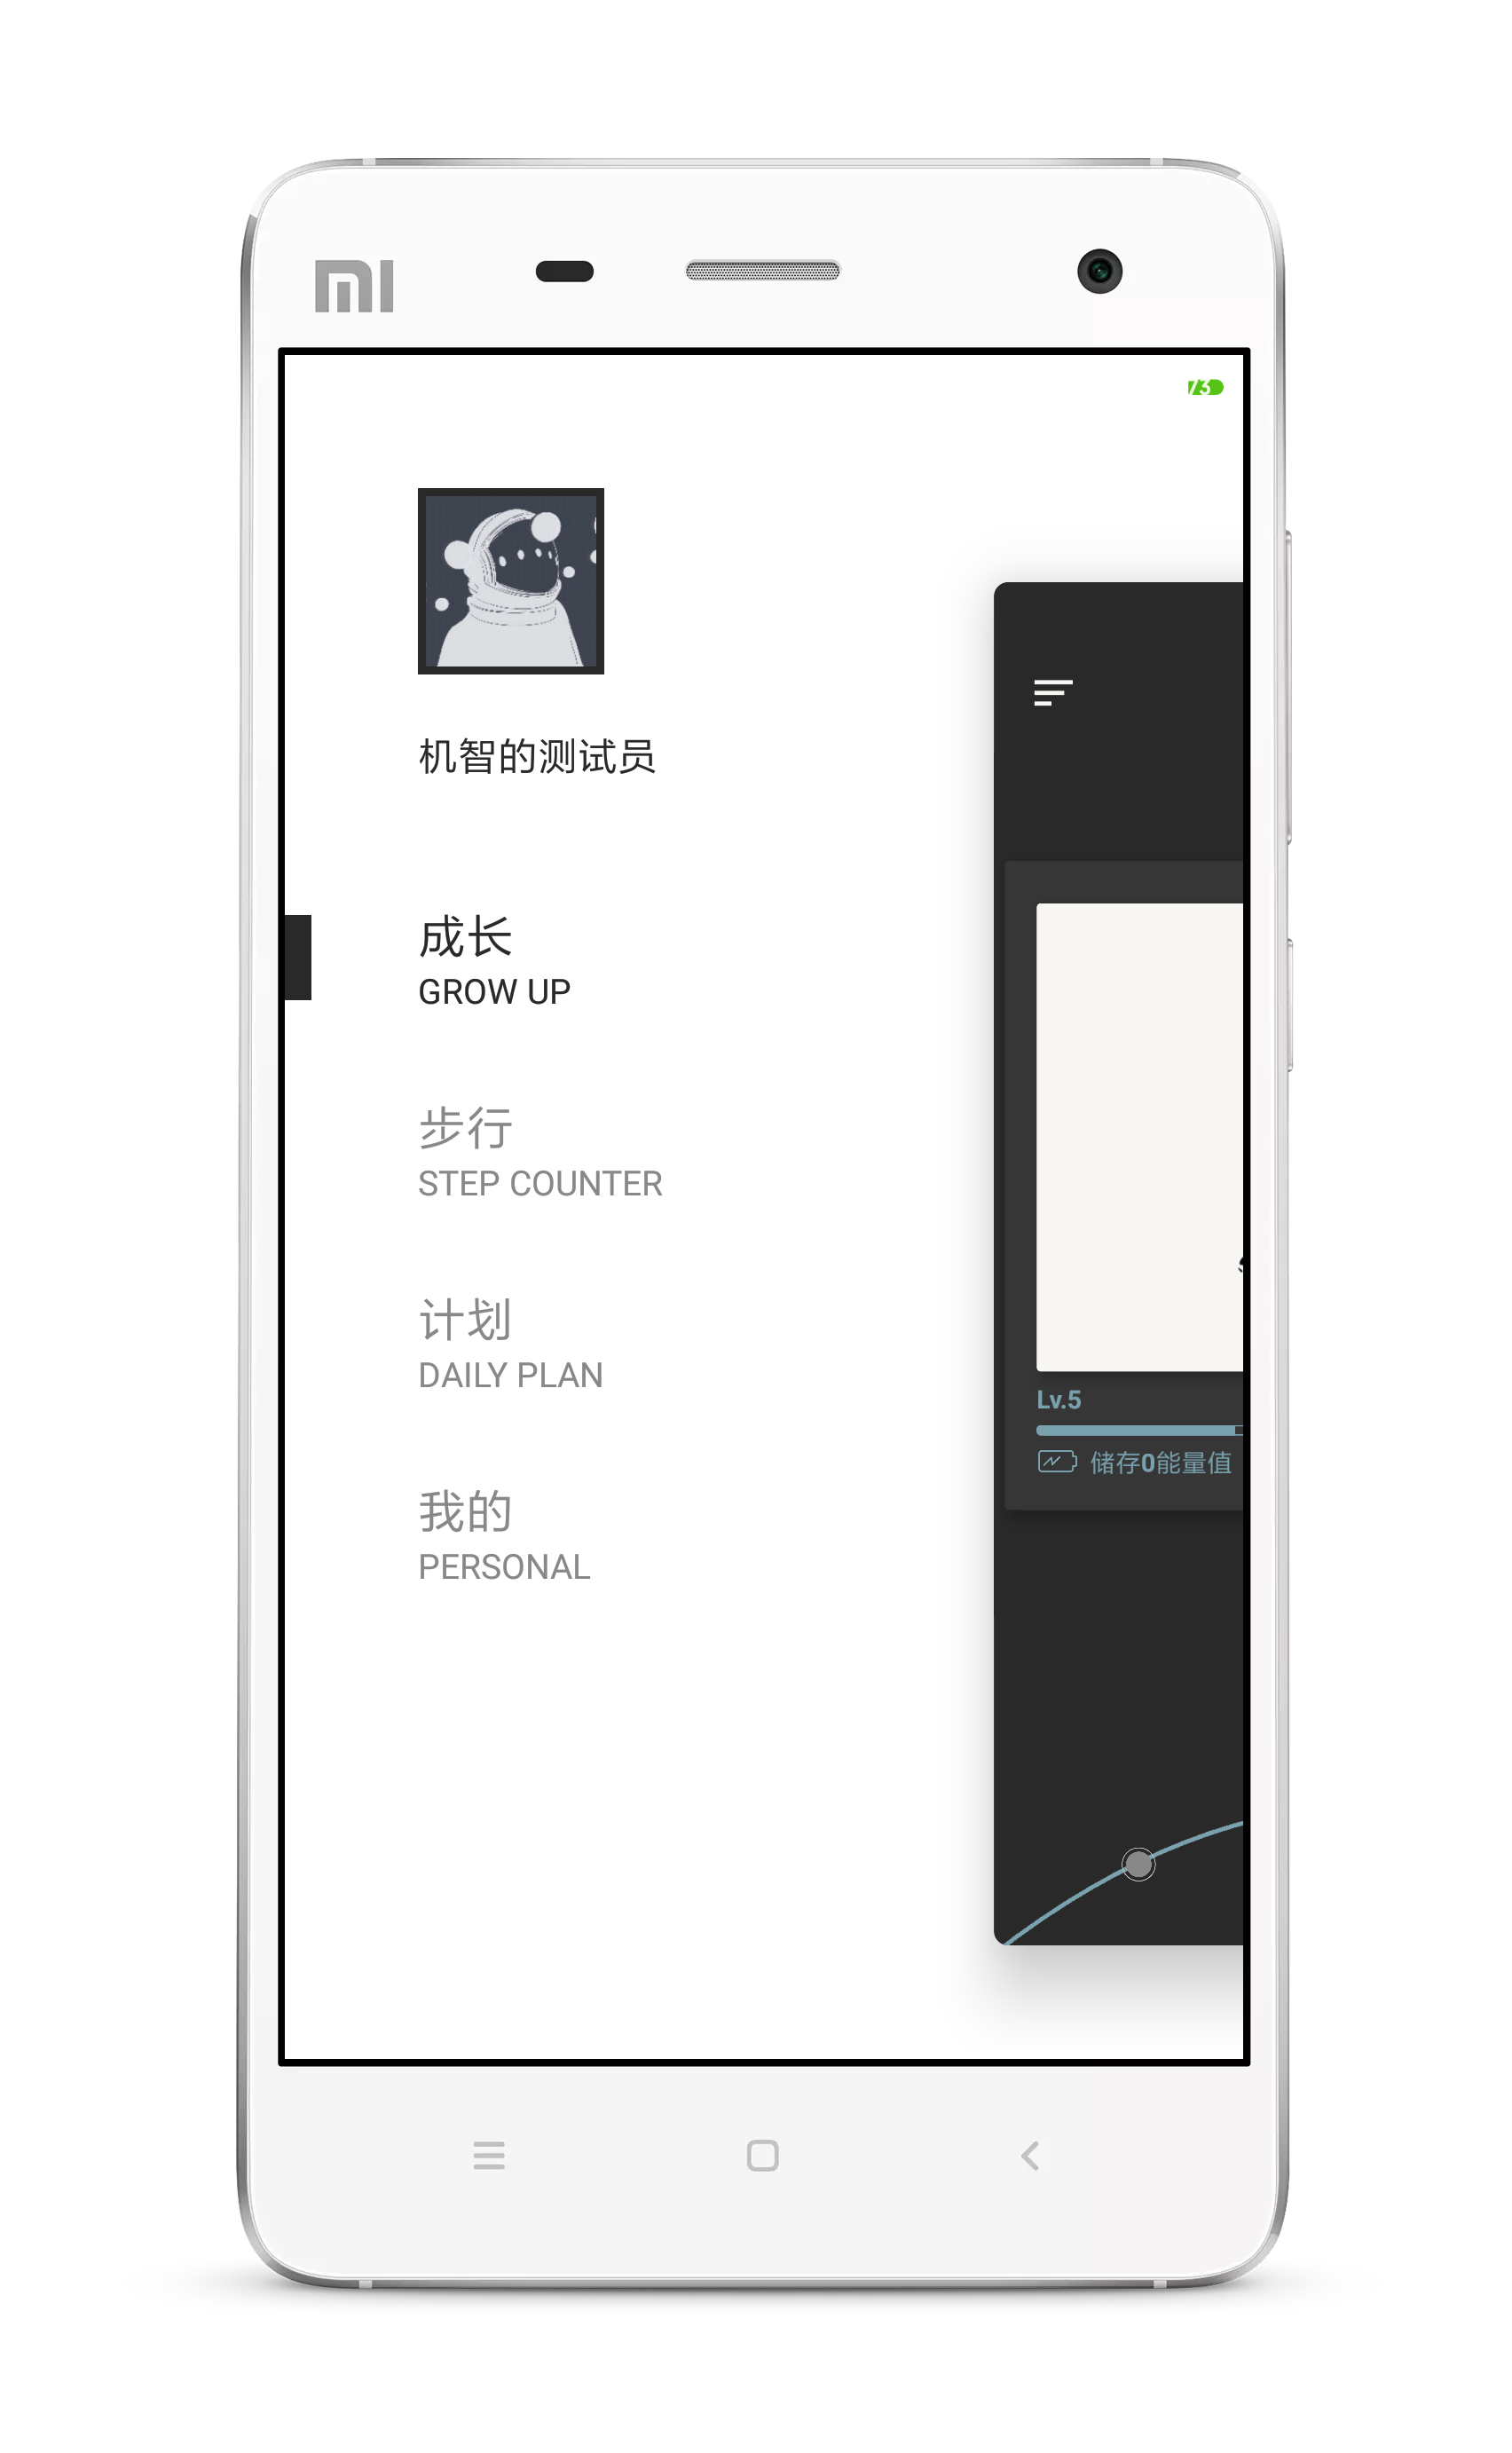 mi
73
机智的测试员
成长
GROW UP
步行
STEP COUNTER
计划
DAILY PLAN
我的
PERSONAL
Lv.5
储存0能量值